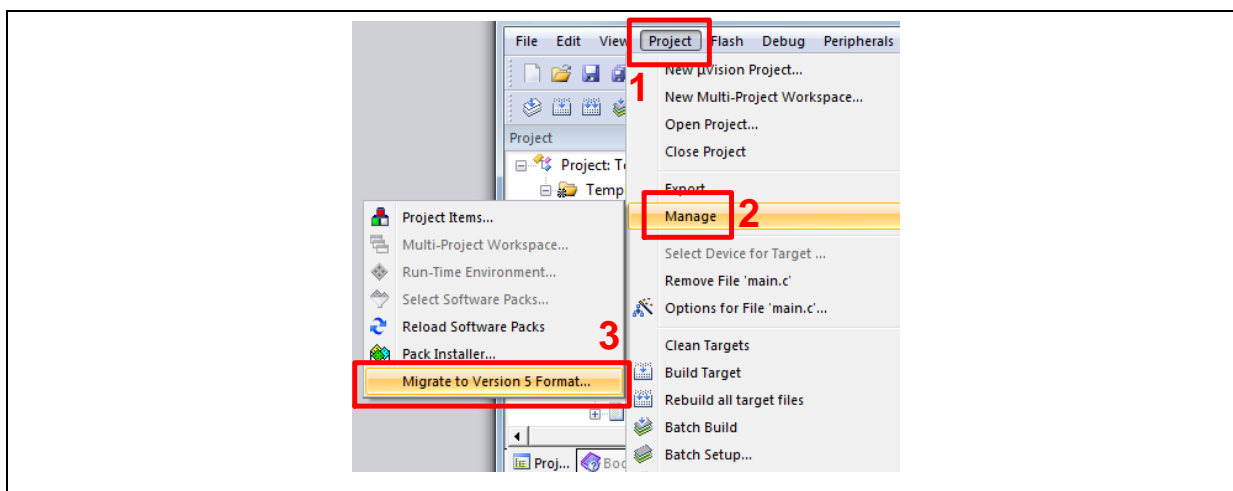 File Edit View Project Flash Debug Peripherals
1
New µVision Project...
New Multi-Project Workspace...
Open Project...
Close Project
Export
Manage 2
Select Device for Target ...
Remove File 'main.c'
Options for File 'main.c'...
Clean Targets
Build Target
Rebuild all target files
Batch Build
Batch Setup...
Project
Project:
Project Items...
Multi-Project Workspace...
Run-Time Environment...
Select Software Packs...
Reload Software Packs
3
Pack Installer...
Migrate to Version 5 Format...
Proj...